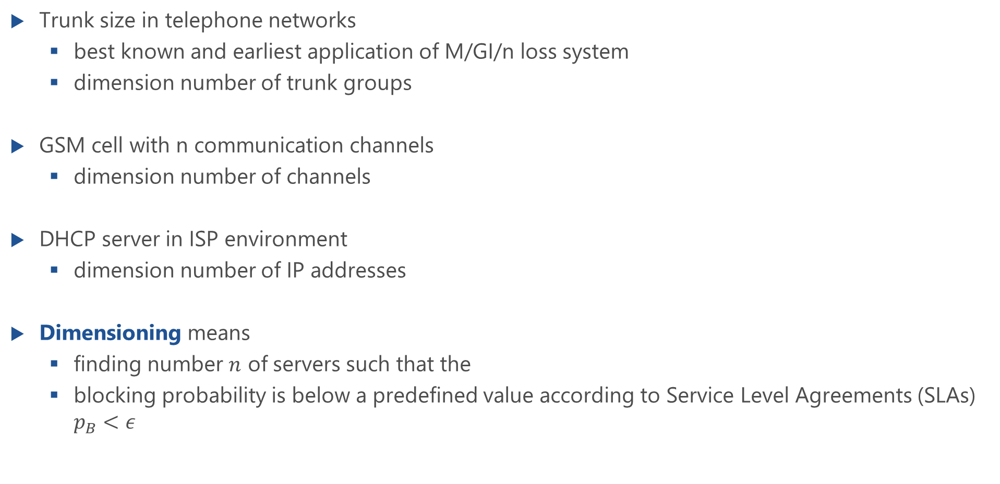 Trunk size in telephone networks
best known and earliest application of M/GI/n loss system
dimension number of trunk groups
GSM cell with n communication channels
dimension number of channels
DHCP server in ISP environment
dimension number of IP addresses
Dimensioning means
finding number n of servers such that the
blocking probability is below a predefined value according to Service Level Agreements (SLAs)
p_B < ϵ